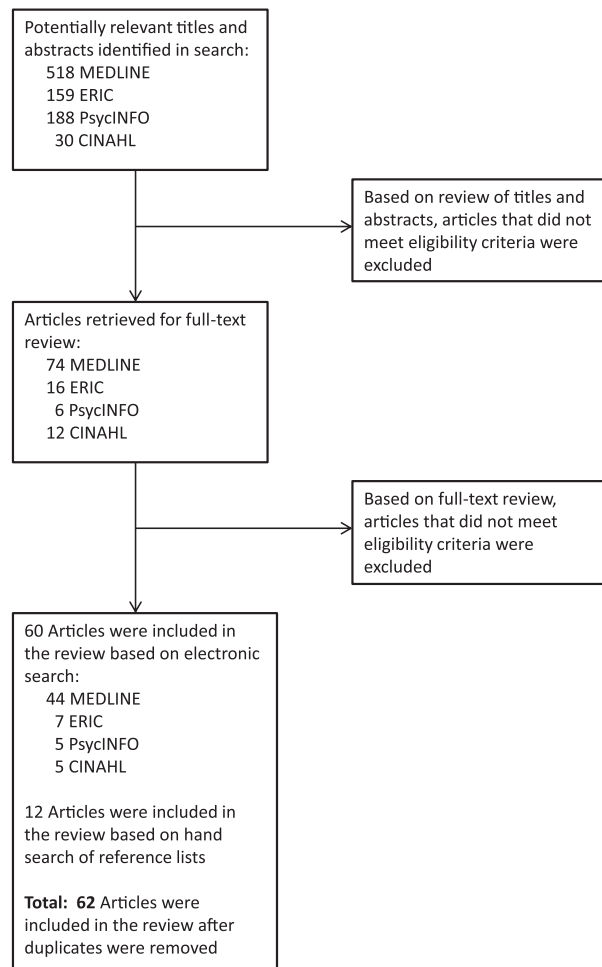 Potentially relevant titles and
abstracts identified in search:
518 MEDLINE
159 ERIC
188 PsycINFO
30 CINAHL
Based on review of titles and
abstracts, articles that did not
meet eligibility criteria were
excluded
Articles retrieved for full-text
review:
74 MEDLINE
16 ERIC
6 PsycINFO
12 CINAHL
Based on full-text review,
articles that did not meet
eligibility criteria were
excluded
60 Articles were included in
the review based on electronic
search:
44 MEDLINE
7 ERIC
5 PsycINFO
5 CINAHL
12 Articles were included in
the review based on hand
search of reference lists
Total: 62 Articles were
included in the review after
duplicates were removed